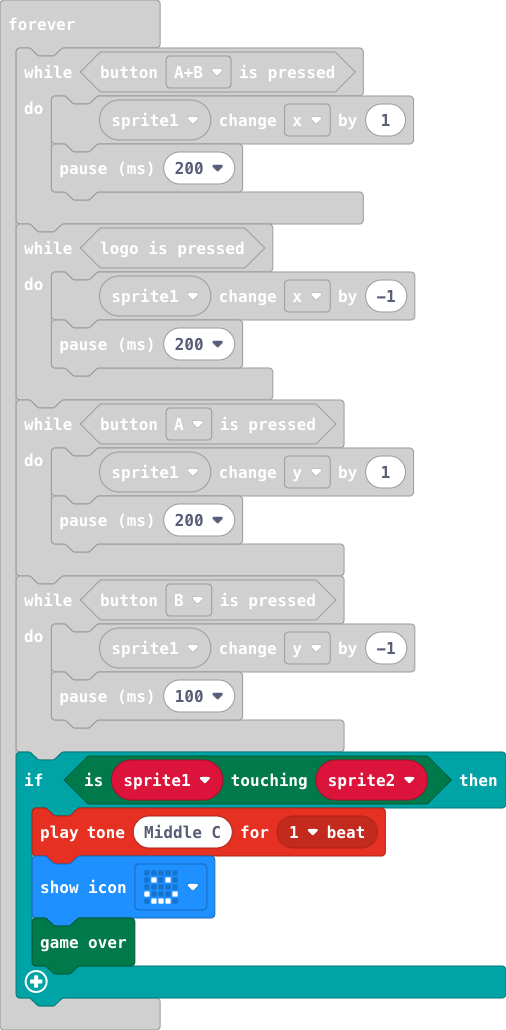 forever
while button A+B is pressed
do
sprite1 change x by 1
pause (ms) 200
while logo is pressed
do
sprite1 change x by -1
pause (ms) 200
while button A is pressed
do
sprite1 change y by 1
pause (ms) 200
while button B is pressed
do
sprite1 change y by -1
pause (ms) 100
if is sprite1 touching sprite2 then
play tone Middle C for 1 beat
show icon
game over